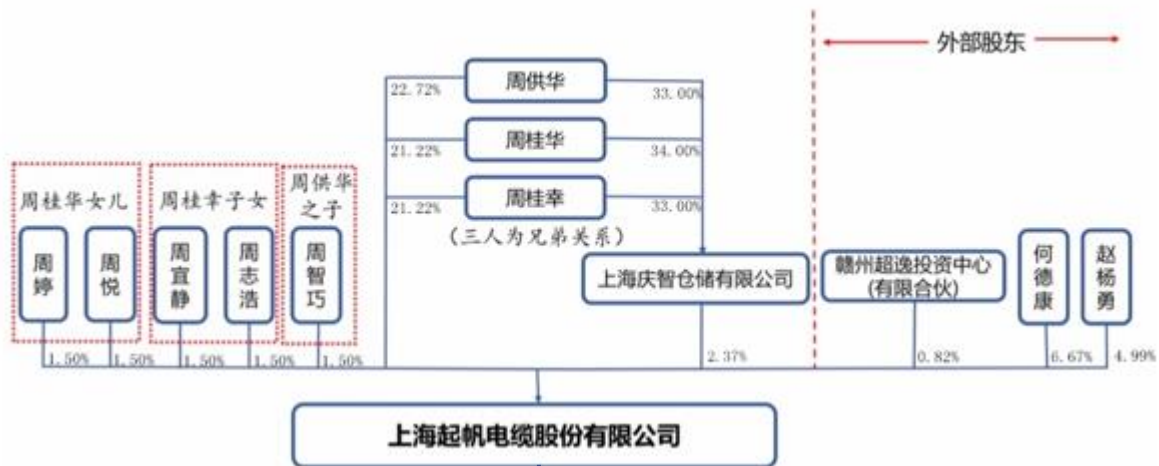 外部股东
周供华
22.72%
33.00%
周桂华
21.22%
34.00%
周桂幸
21.22%
33.00%
(三人为兄弟关系)
周桂华女儿
周桂幸子女
周供华
之子
周婷
周悦
周宜静
周志浩
周智巧
上海庆智仓储有限公司
赣州超逸投资中心
(有限合伙)
何德康
赵杨勇
1.50%
1.50%
1.50%
1.50%
1.50%
2.37%
0.82%
6.67%
4.99%
上海起帆电缆股份有限公司